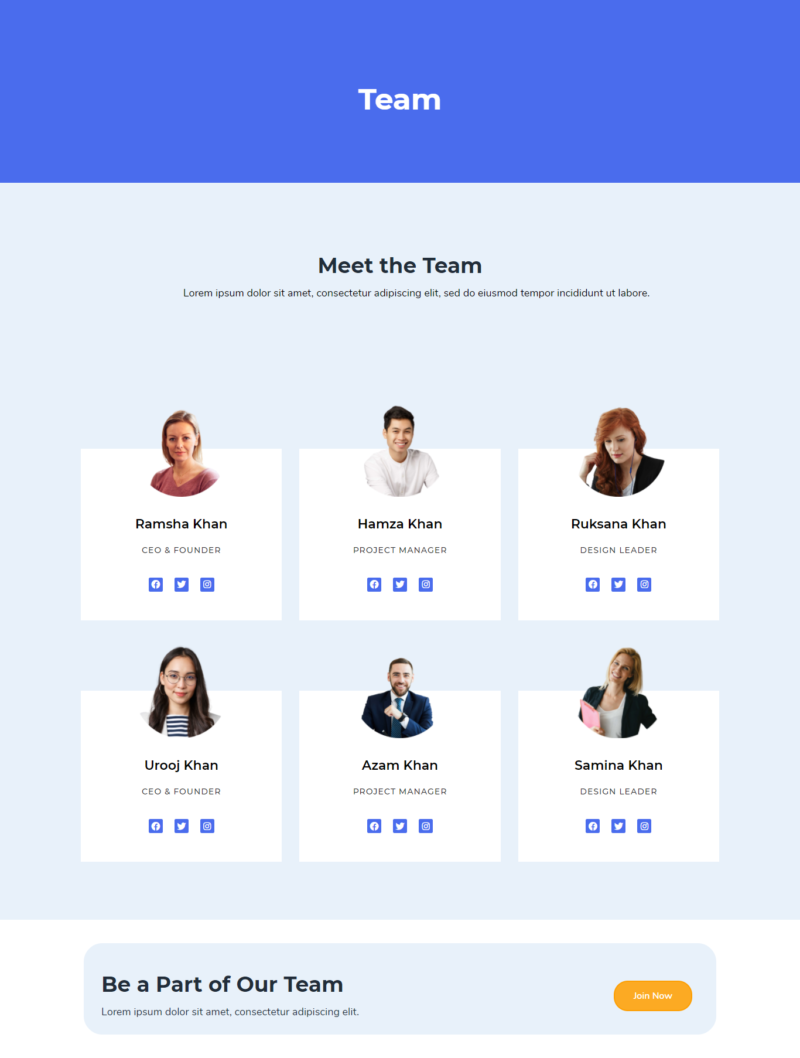 Team
Meet the Team
Lorem ipsum dolor sit amet, consectetur adipiscing elit, sed do eiusmod tempor incididunt ut labore.
Ramsha Khan
CEO & FOUNDER
Hamza Khan
PROJECT MANAGER
Ruksana Khan
DESIGN LEADER
Urooj Khan
CEO & FOUNDER
Azam Khan
PROJECT MANAGER
Samina Khan
DESIGN LEADER
Be a Part of Our Team
Lorem ipsum dolor sit amet, consectetur adipiscing elit.
Join Now